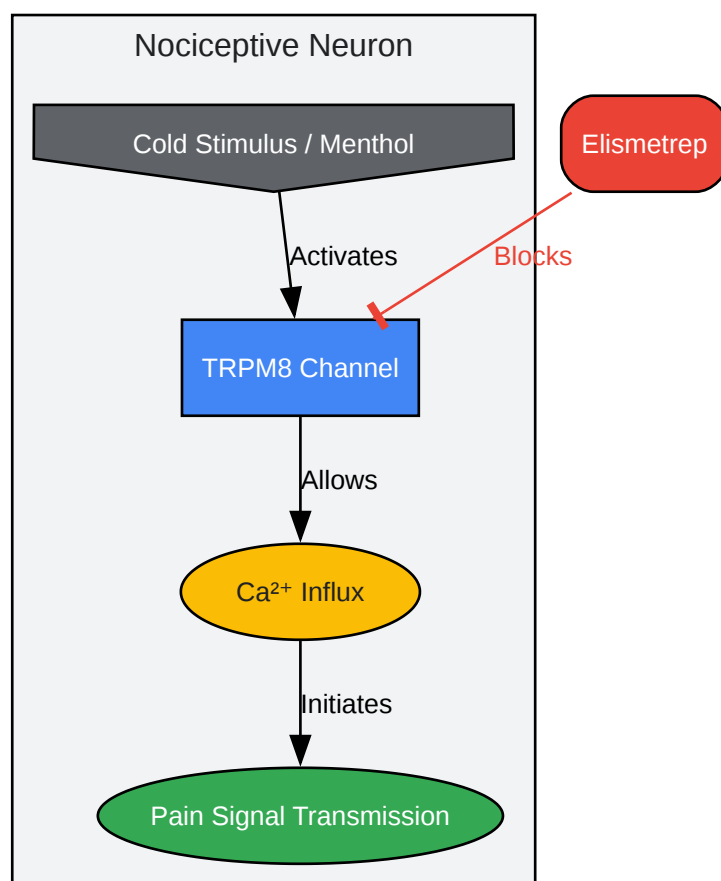 Nociceptive Neuron
Cold Stimulus / Menthol
Elismetrep
Activates
Blocks
TRPM8 Channel
Allows
Ca²⁺ Influx
Initiates
Pain Signal Transmission